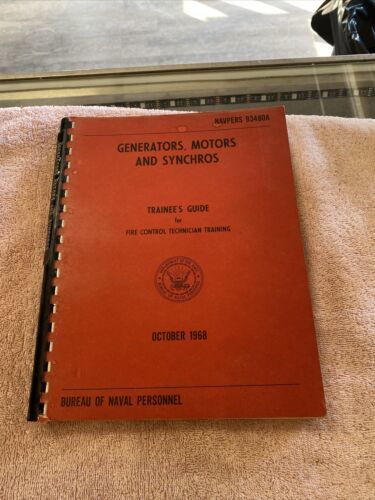 NAVPERS 93480A
GENERATORS, MOTORS
AND SYNCHROS
TRAINEE'S GUIDE
for
FIRE CONTROL TECHNICIAN TRAINING
OCTOBER 1968
BUREAU OF NAVAL PERSONNEL